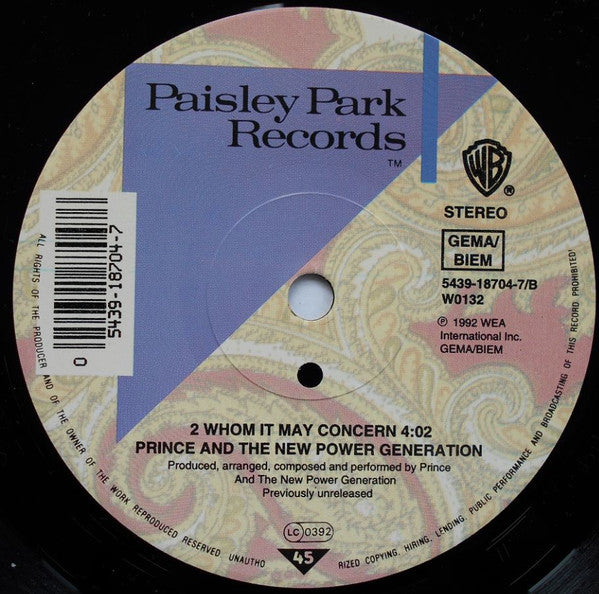 Paisley Park
Records
TM
WB
®
STEREO
GEMA/
BIEM
5439-18704-7/B
W0132
℗ 1992 WEA
International Inc.
GEMA/BIEM
0 5439-18704-7
2 WHOM IT MAY CONCERN 4:02
PRINCE AND THE NEW POWER GENERATION
Produced, arranged, composed and performed by Prince
And The New Power Generation
Previously unreleased
LC 0392
45
ALL RIGHTS OF THE PRODUCER AND OF THE OWNER OF THE WORK REPRODUCED RESERVED UNAUTHO RIZED COPYING, HIRING, LENDING, PUBLIC PERFORMANCE AND BROADCASTING OF THIS RECORD PROHIBITED!